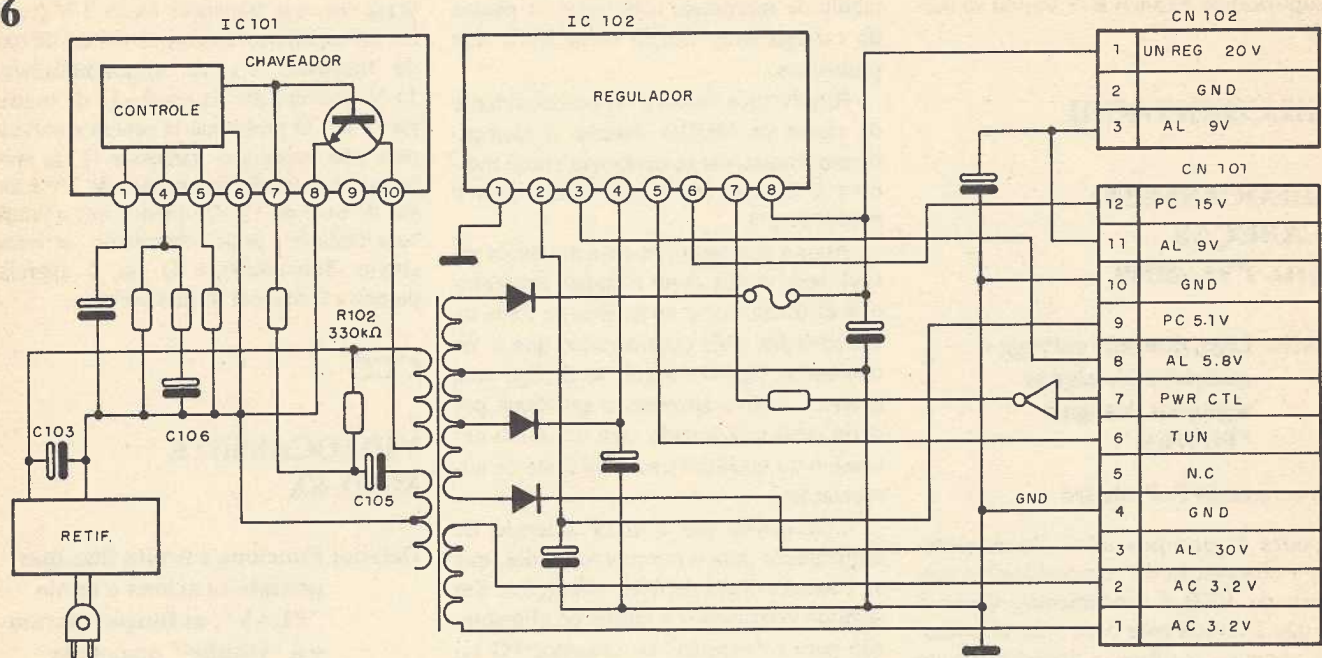 6
IC101
CHAVEADOR
CONTROLE
1 4 5 6 7 8 9 10
R102
330kΩ
C103
C106
C105
RETIF.
IC 102
REGULADOR
1 2 3 4 5 6 7 8
GND
CN 102
1 UN REG 20V
2 GND
3 AL 9V
CN 101
12 PC 15V
11 AL 9V
10 GND
9 PC 5.1V
8 AL 5.8V
7 PWR CTL
6 TUN
5 N.C
4 GND
3 AL -30V
2 AC 3.2V
1 AC 3.2V